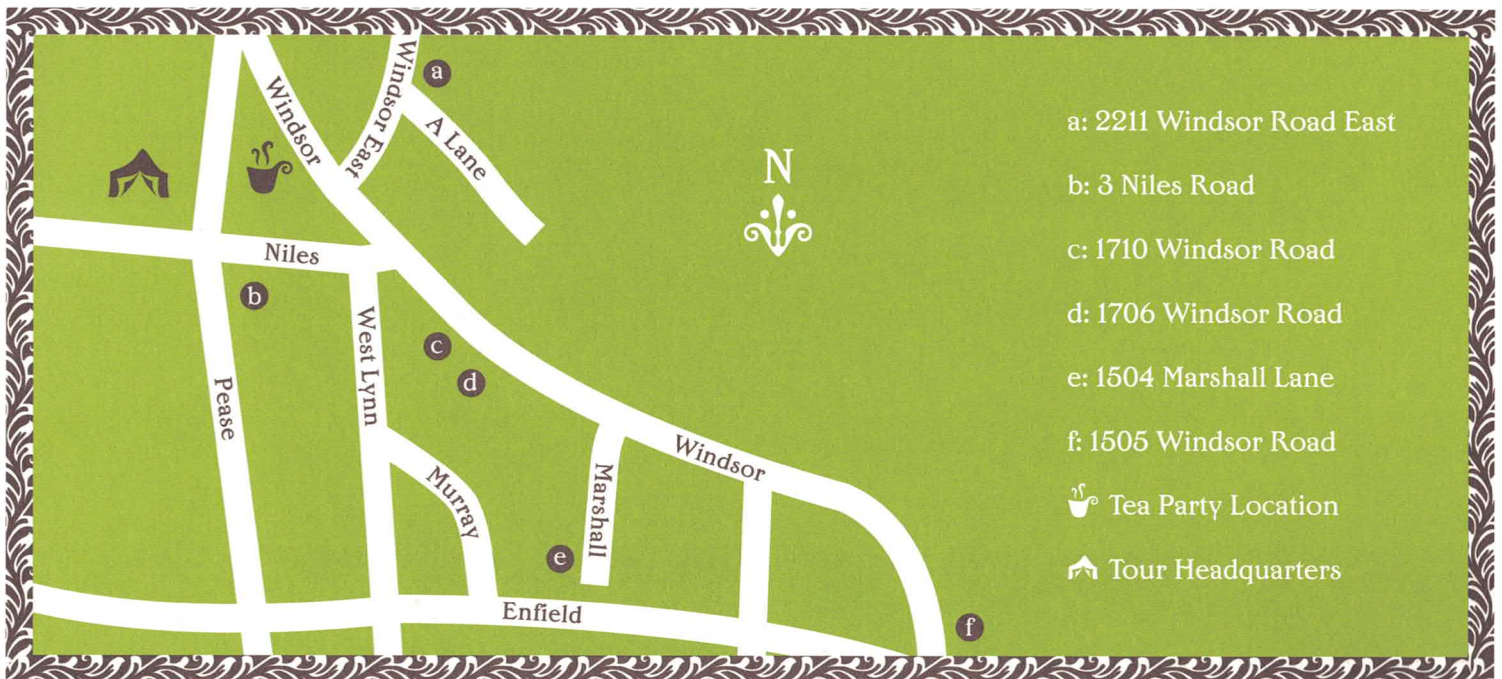 Windsor
Windsor East
a
A Lane
N
Niles
b
West Lynn
c
d
Pease
Murray
Marshall
Windsor
e
Enfield
f
a: 2211 Windsor Road East
b: 3 Niles Road
c: 1710 Windsor Road
d: 1706 Windsor Road
e: 1504 Marshall Lane
f: 1505 Windsor Road
Tea Party Location
Tour Headquarters